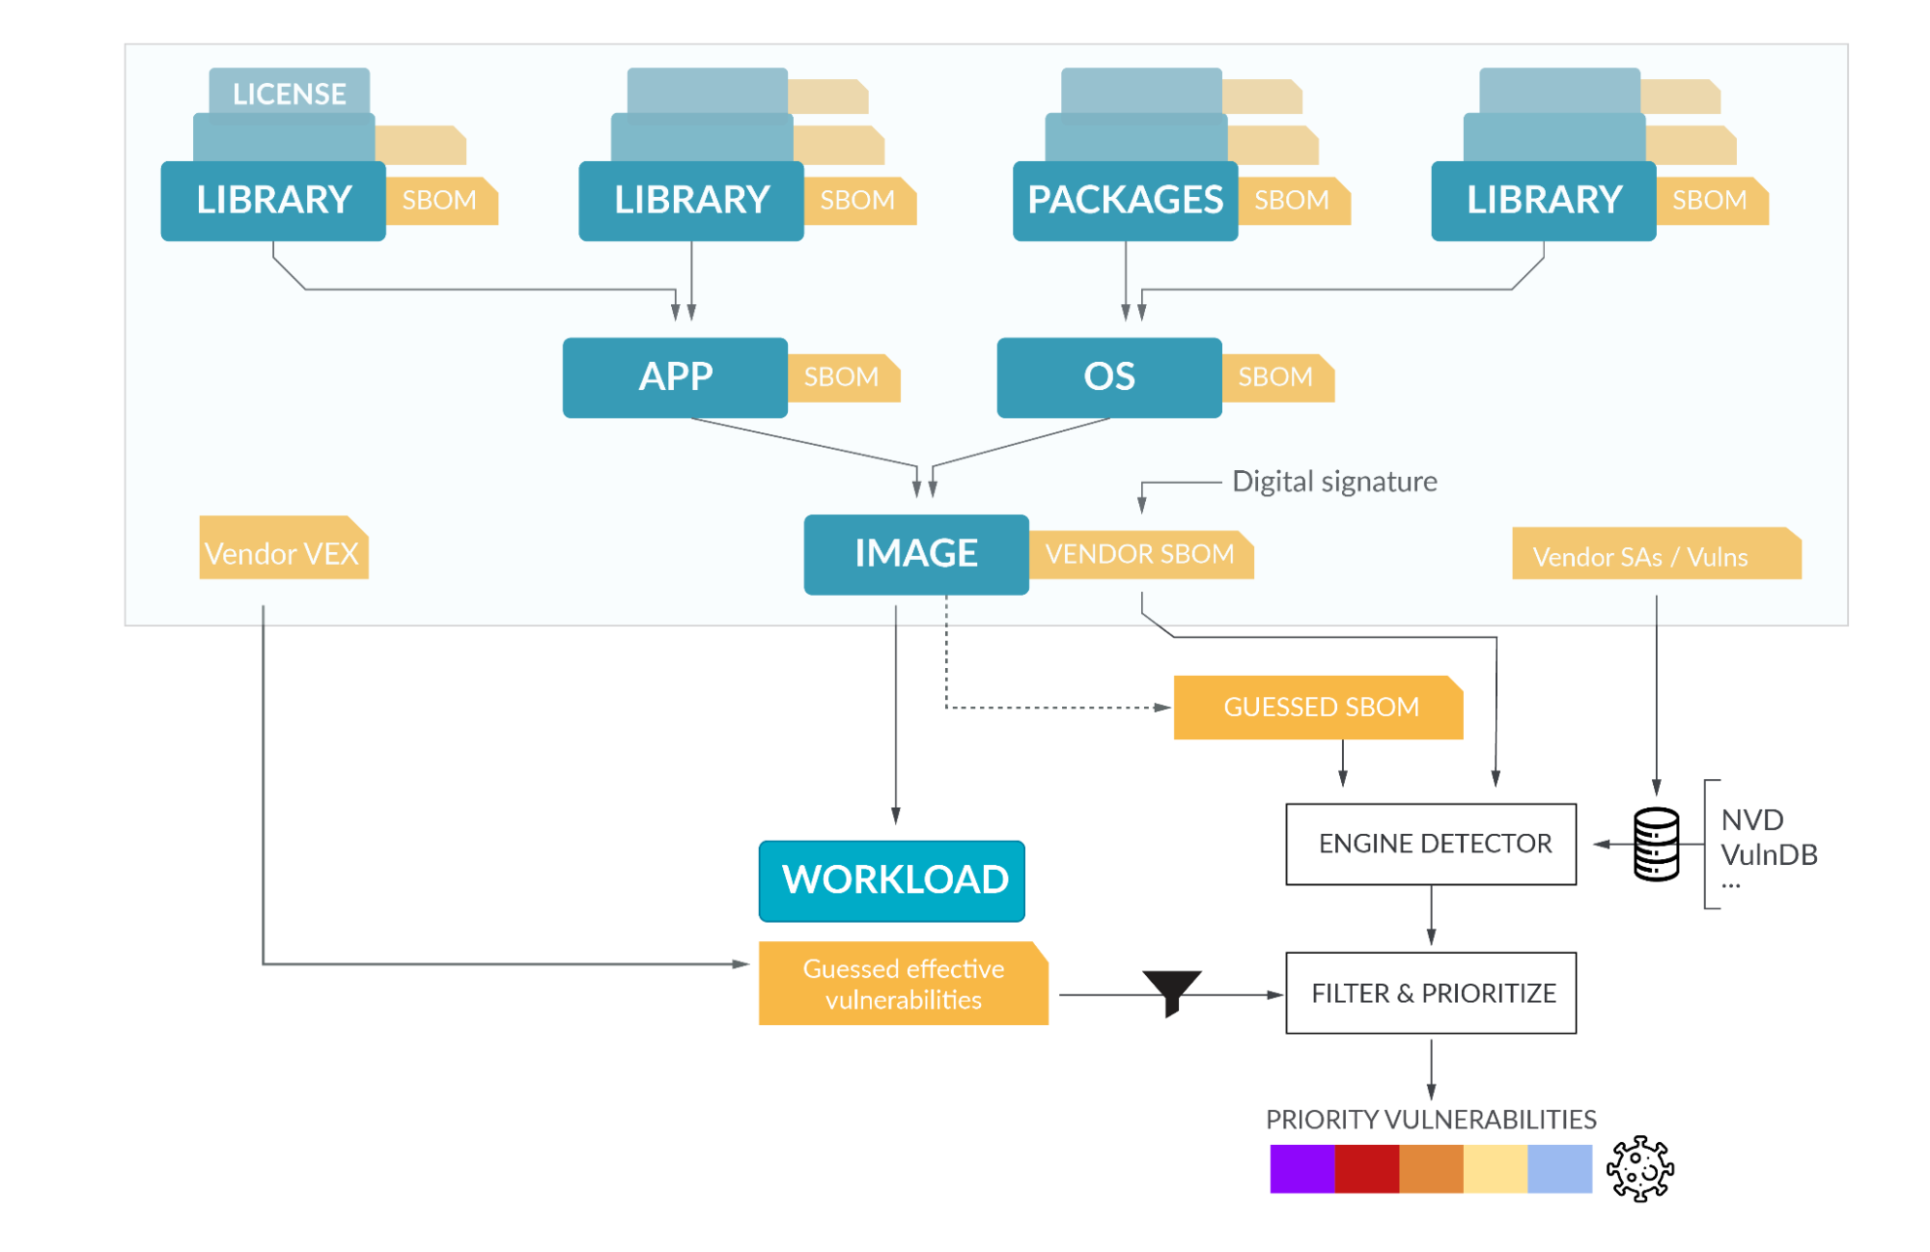 LICENSE
LIBRARY
SBOM
LIBRARY
SBOM
PACKAGES
SBOM
LIBRARY
SBOM
APP
SBOM
OS
SBOM
Digital signature
Vendor VEX
IMAGE
VENDOR SBOM
Vendor SAs / Vulns
GUESSED SBOM
ENGINE DETECTOR
NVD
VulnDB
...
WORKLOAD
Guessed effective
vulnerabilities
FILTER & PRIORITIZE
PRIORITY VULNERABILITIES